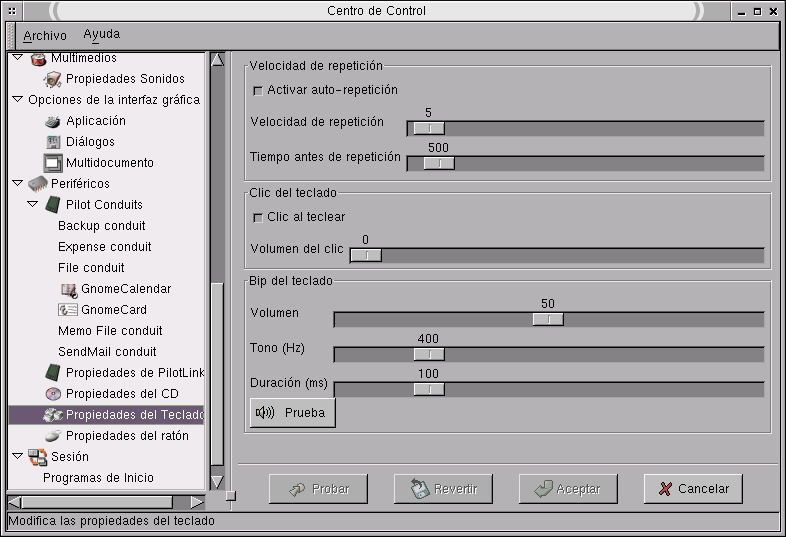 Centro de Control
Archivo Ayuda
Multimedios
Propiedades Sonidos
Opciones de la interfaz gráfica
Aplicación
Diálogos
Multidocumento
Periféricos
Pilot Conduits
Backup conduit
Expense conduit
File conduit
GnomeCalendar
GnomeCard
Memo File conduit
SendMail conduit
Propiedades de PilotLink
Propiedades del CD
Propiedades del Teclado
Propiedades del ratón
Sesión
Programas de Inicio
Velocidad de repetición
Activar auto-repetición
Velocidad de repetición 5
Tiempo antes de repetición 500
Clic del teclado
Clic al teclear
Volumen del clic 0
Bip del teclado
Volumen 50
Tono (Hz) 400
Duración (ms) 100
Prueba
Probar Revertir Aceptar Cancelar
Modifica las propiedades del teclado